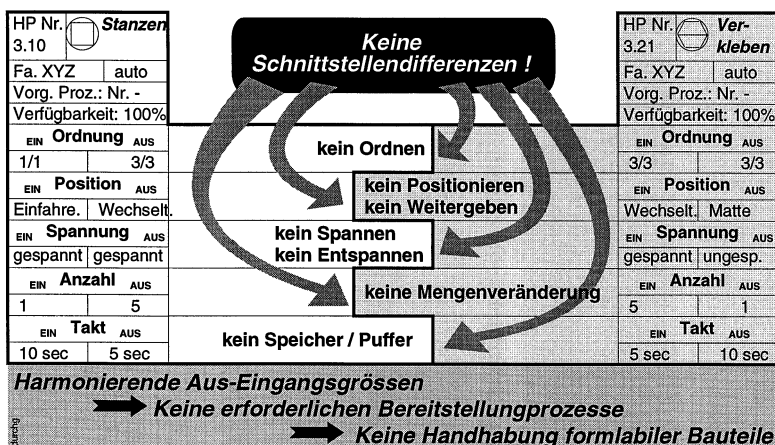 HP Nr. Stanzen
3.10
Fa. XYZ auto
Vorg. Proz.: Nr. -
Verfügbarkeit: 100%
EIN Ordnung AUS
1/1 3/3
EIN Position AUS
Einfahre. Wechselt.
EIN Spannung AUS
gespannt gespannt
EIN Anzahl AUS
1 5
EIN Takt AUS
10 sec 5 sec
Keine
Schnittstellendifferenzen !
kein Ordnen
kein Positionieren
kein Weitergeben
kein Spannen
kein Entspannen
keine Mengenveränderung
kein Speicher / Puffer
HP Nr. Ver-
3.21 kleben
Fa. XYZ auto
Vorg. Proz.: Nr. -
Verfügbarkeit: 100%
EIN Ordnung AUS
3/3 3/3
EIN Position AUS
Wechselt. Matte
EIN Spannung AUS
gespannt ungesp.
EIN Anzahl AUS
5 1
EIN Takt AUS
5 sec 10 sec
Harmonierende Aus-Eingangsgrössen
Keine erforderlichen Bereitstellungprozesse
Keine Handhabung formlabiler Bauteile
durchg